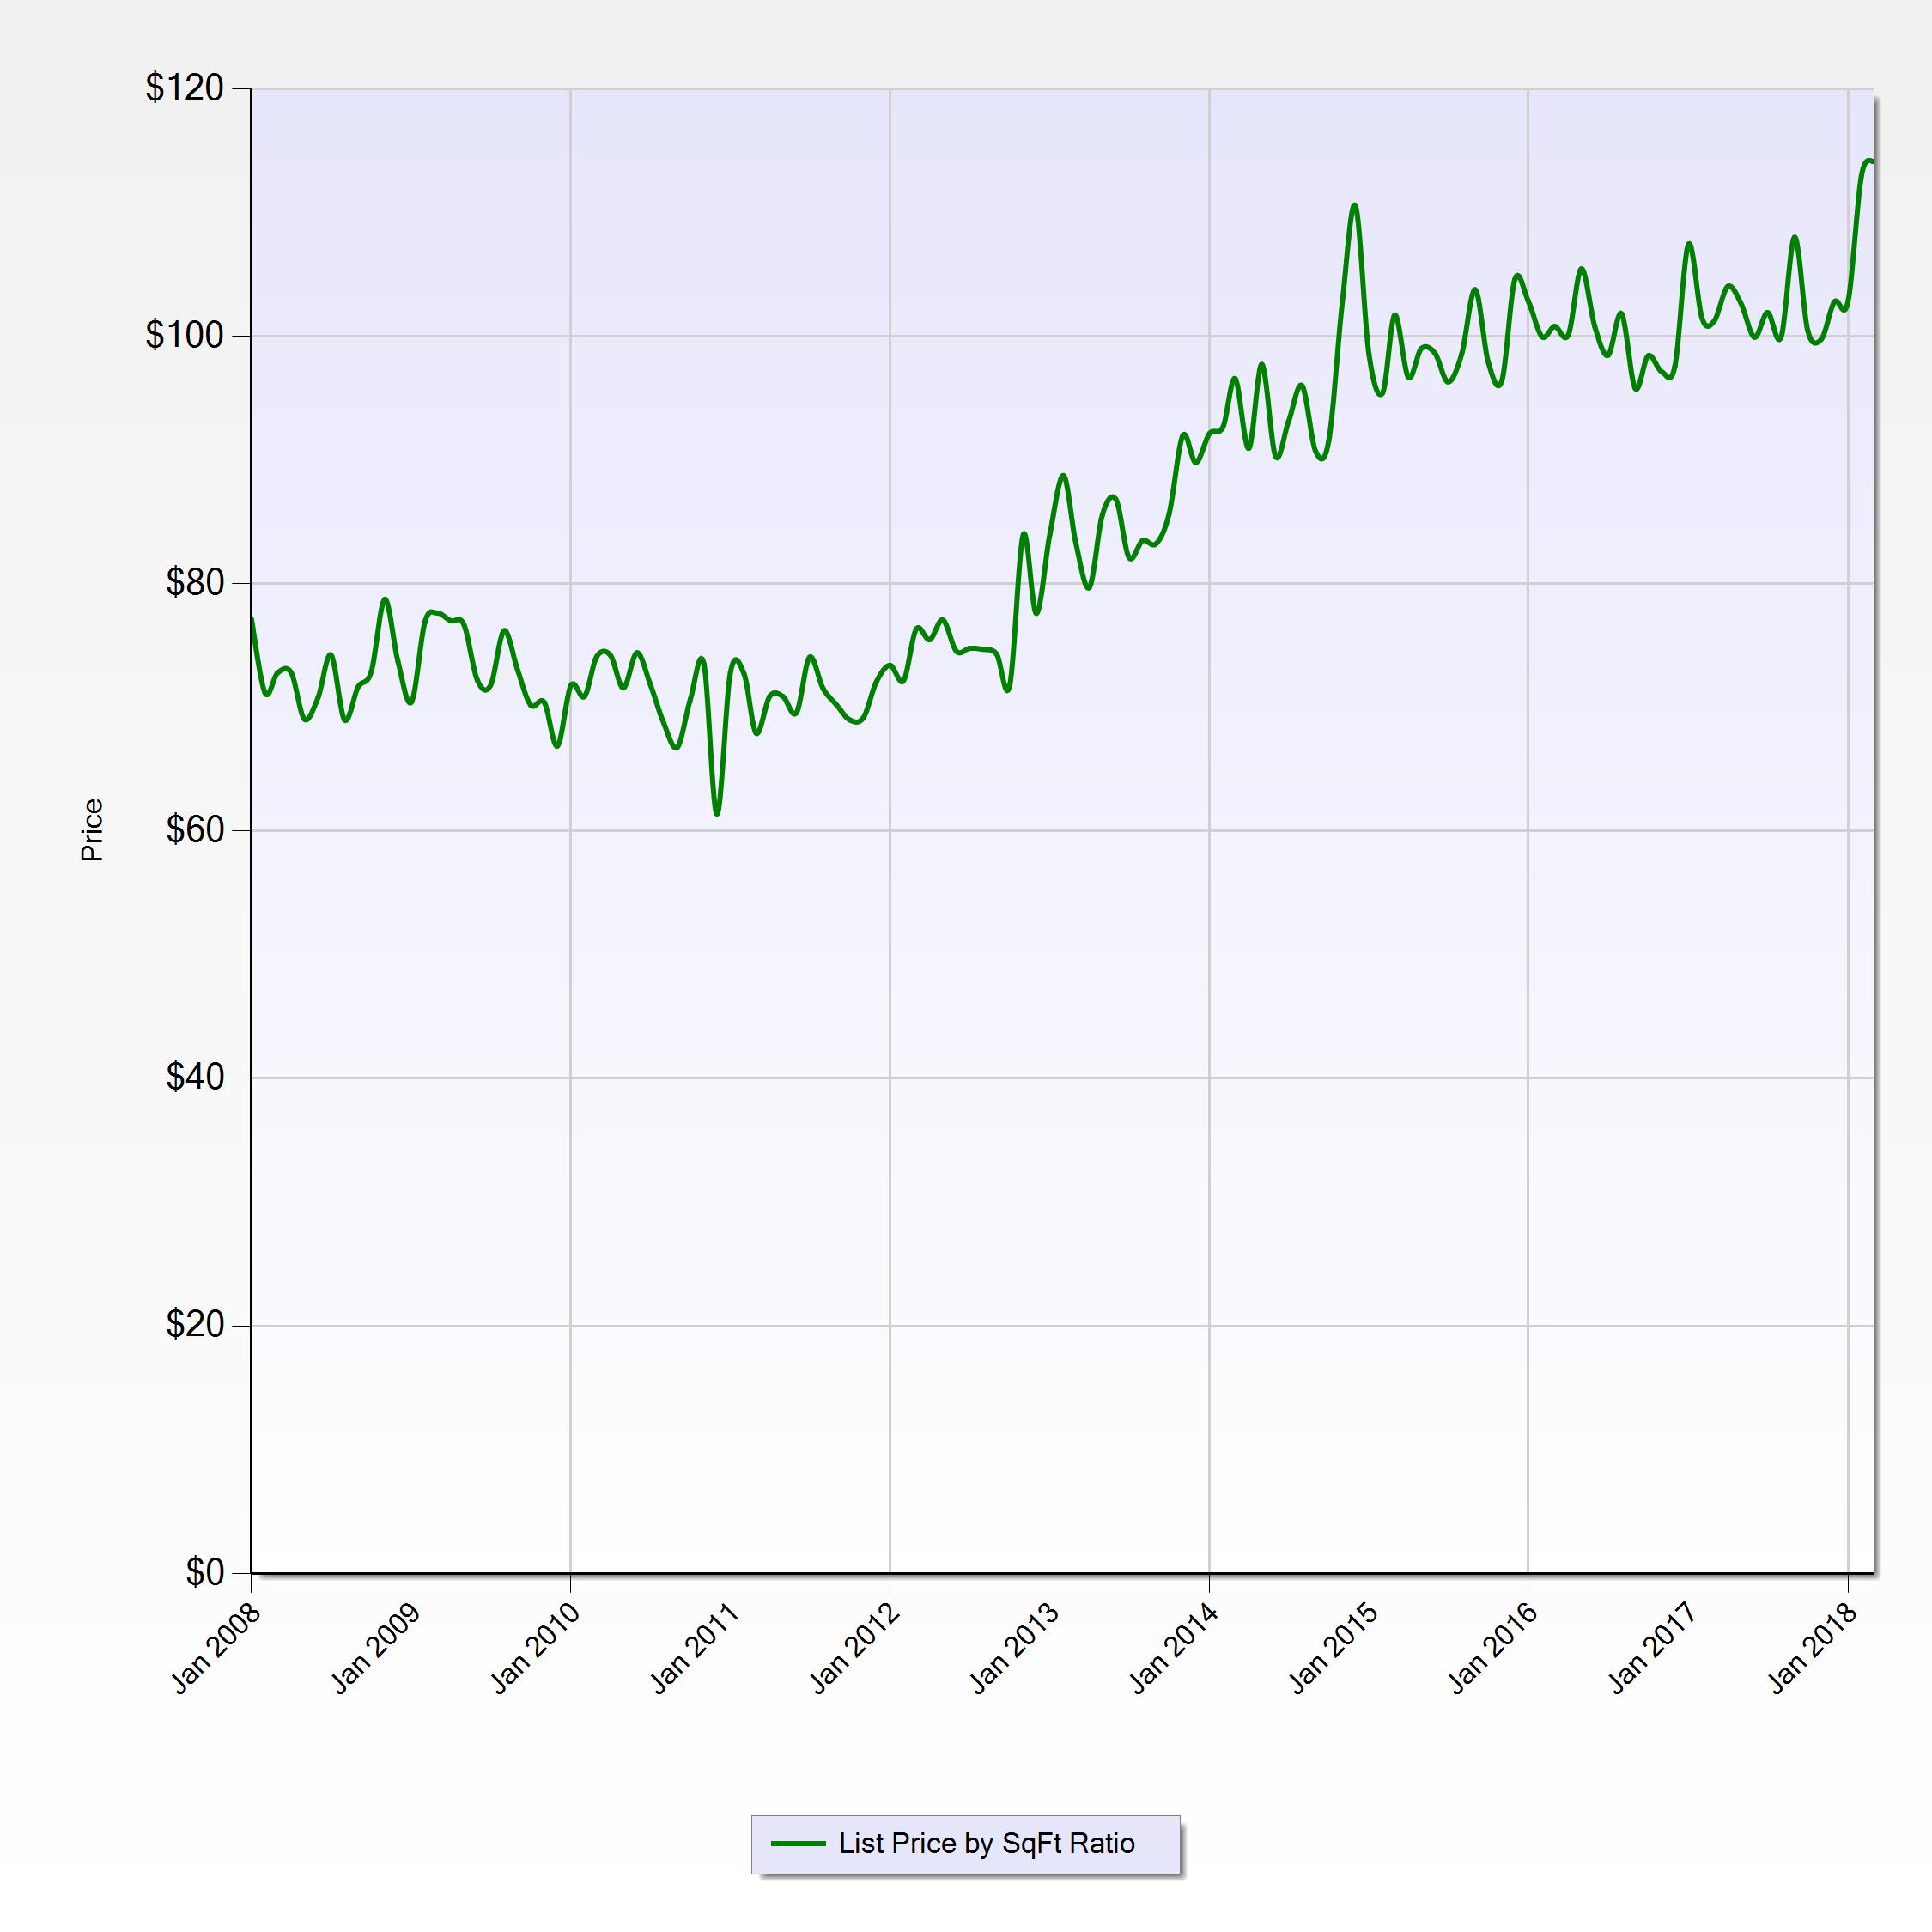 $120
$100
$80
$60
$40
$20
$0
Price
Jan 2008
Jan 2009
Jan 2010
Jan 2011
Jan 2012
Jan 2013
Jan 2014
Jan 2015
Jan 2016
Jan 2017
Jan 2018
List Price by SqFt Ratio